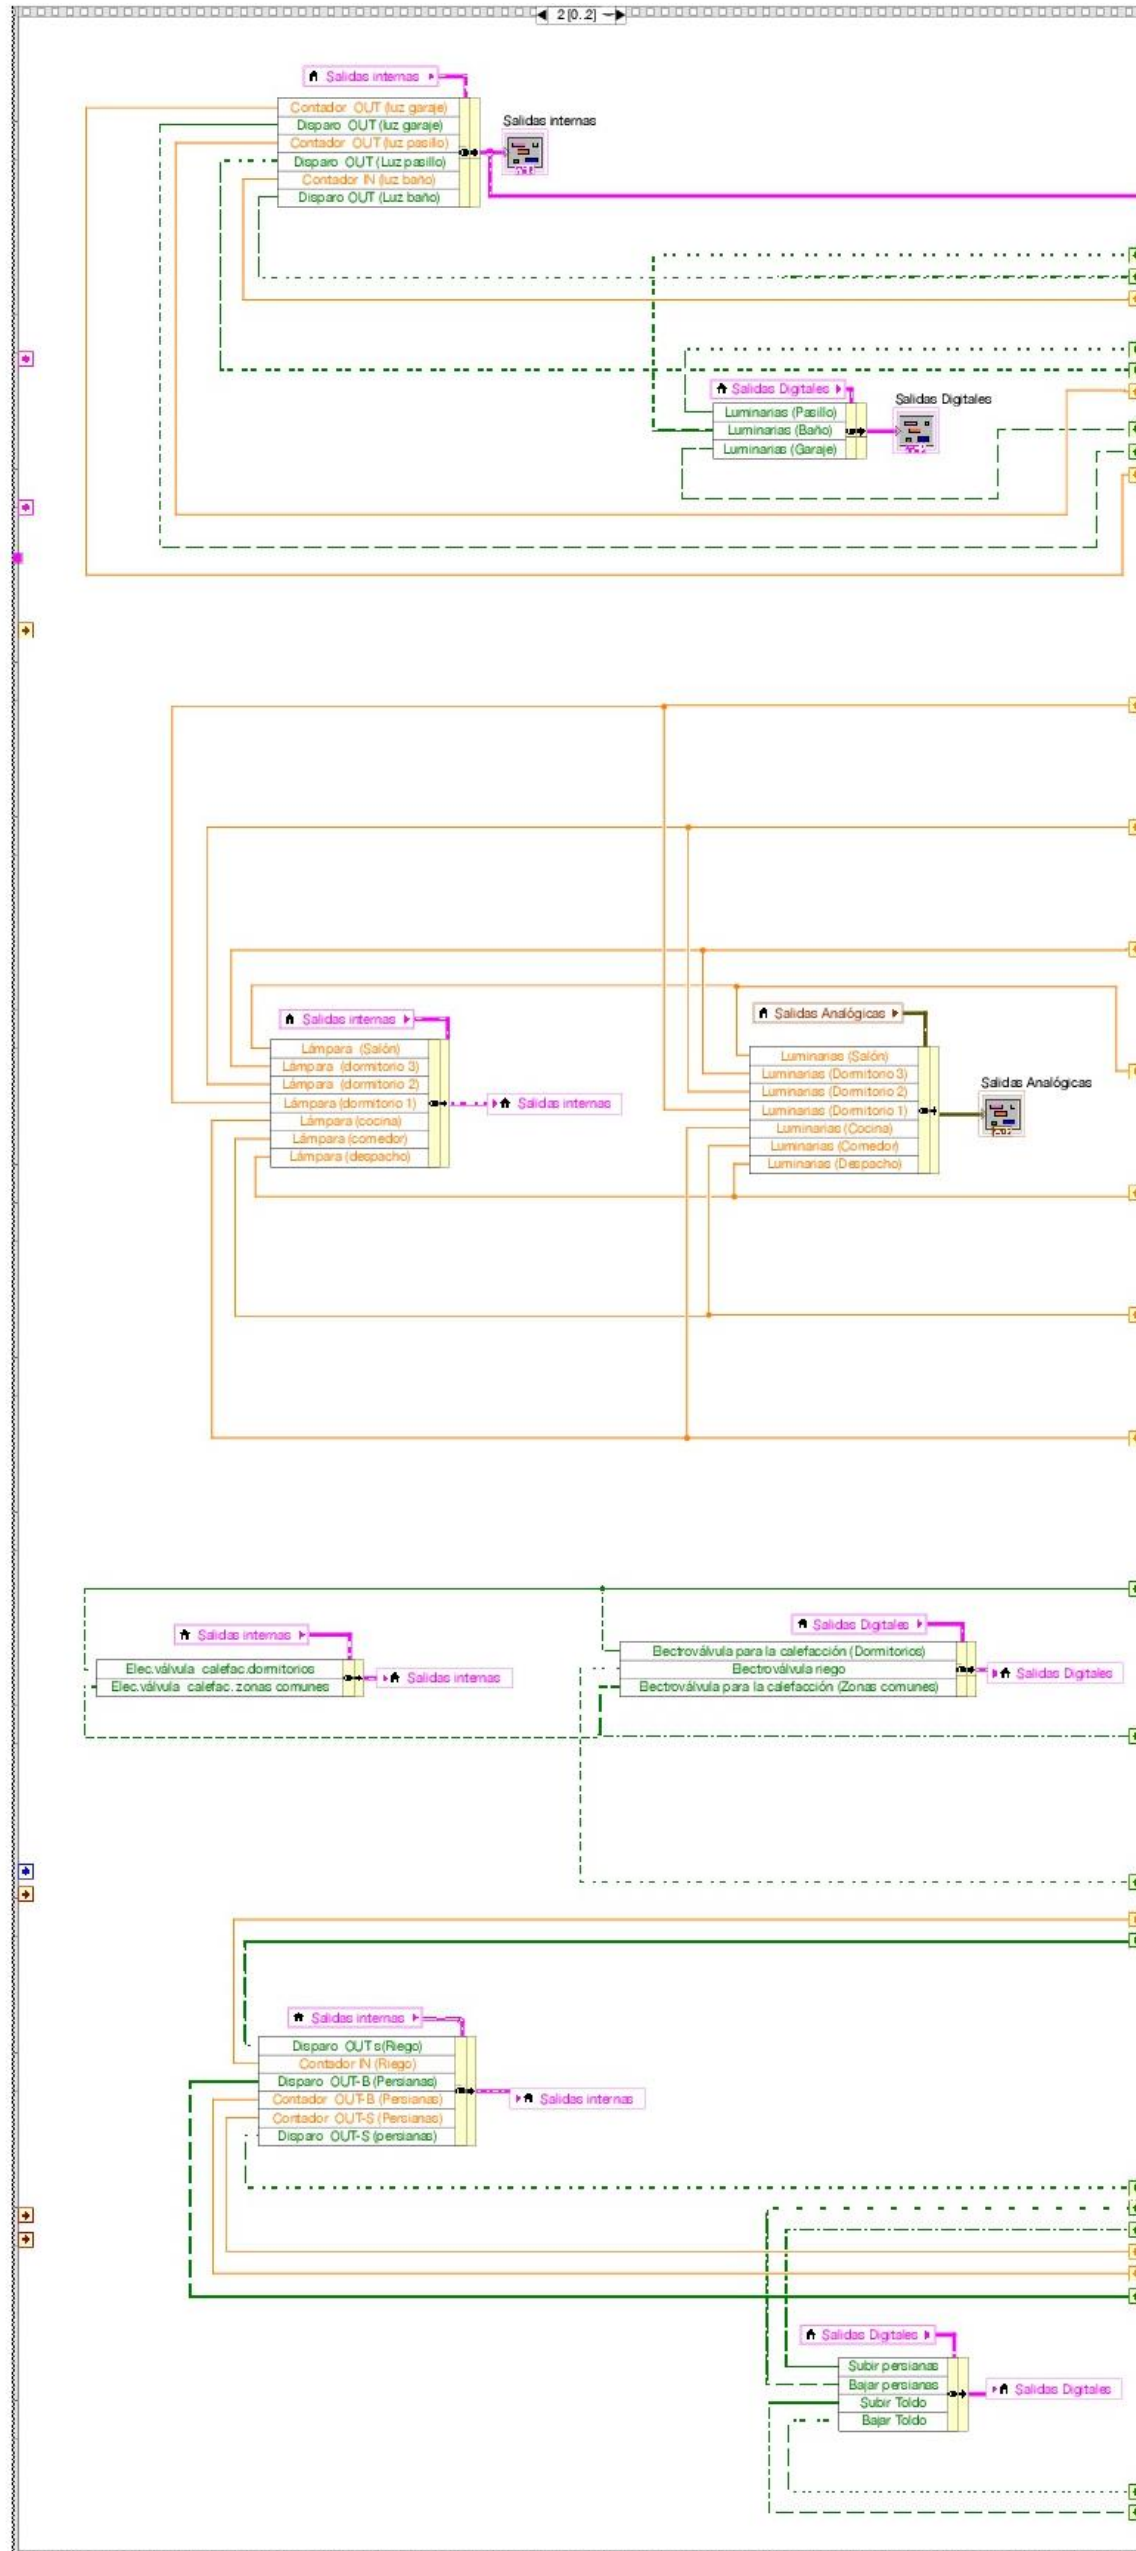 2 [0..2]
Salidas internas
Contador OUT (luz garaje)
Disparo OUT (luz garaje)
Contador OUT (luz pasillo)
Disparo OUT (Luz pasillo)
Contador IN (luz baño)
Disparo OUT (Luz baño)
Salidas internas
Salidas Digitales
Luminarias (Pasillo)
Luminarias (Baño)
Luminarias (Garaje)
Salidas Digitales
Salidas internas
Lámpara (Salón)
Lámpara (dormitorio 3)
Lámpara (dormitorio 2)
Lámpara (dormitorio 1)
Lámpara (cocina)
Lámpara (comedor)
Lámpara (despacho)
Salidas internas
Salidas Analógicas
Luminarias (Salón)
Luminarias (Dormitorio 3)
Luminarias (Dormitorio 2)
Luminarias (Dormitorio 1)
Luminarias (Cocina)
Luminarias (Comedor)
Luminarias (Despacho)
Salidas Analógicas
Salidas internas
Elec.válvula calefac.dormitorios
Elec.válvula calefac. zonas comunes
Salidas internas
Salidas Digitales
Electroválvula para la calefacción (Dormitorios)
Electroválvula riego
Electroválvula para la calefacción (Zonas comunes)
Salidas Digitales
Salidas internas
Disparo OUTs(Riego)
Contador IN (Riego)
Disparo OUT-B (Persianas)
Contador OUT-B (Persianas)
Contador OUT-S (Persianas)
Disparo OUT-S (persianas)
Salidas internas
Salidas Digitales
Subir persianas
Bajar persianas
Subir Toldo
Bajar Toldo
Salidas Digitales